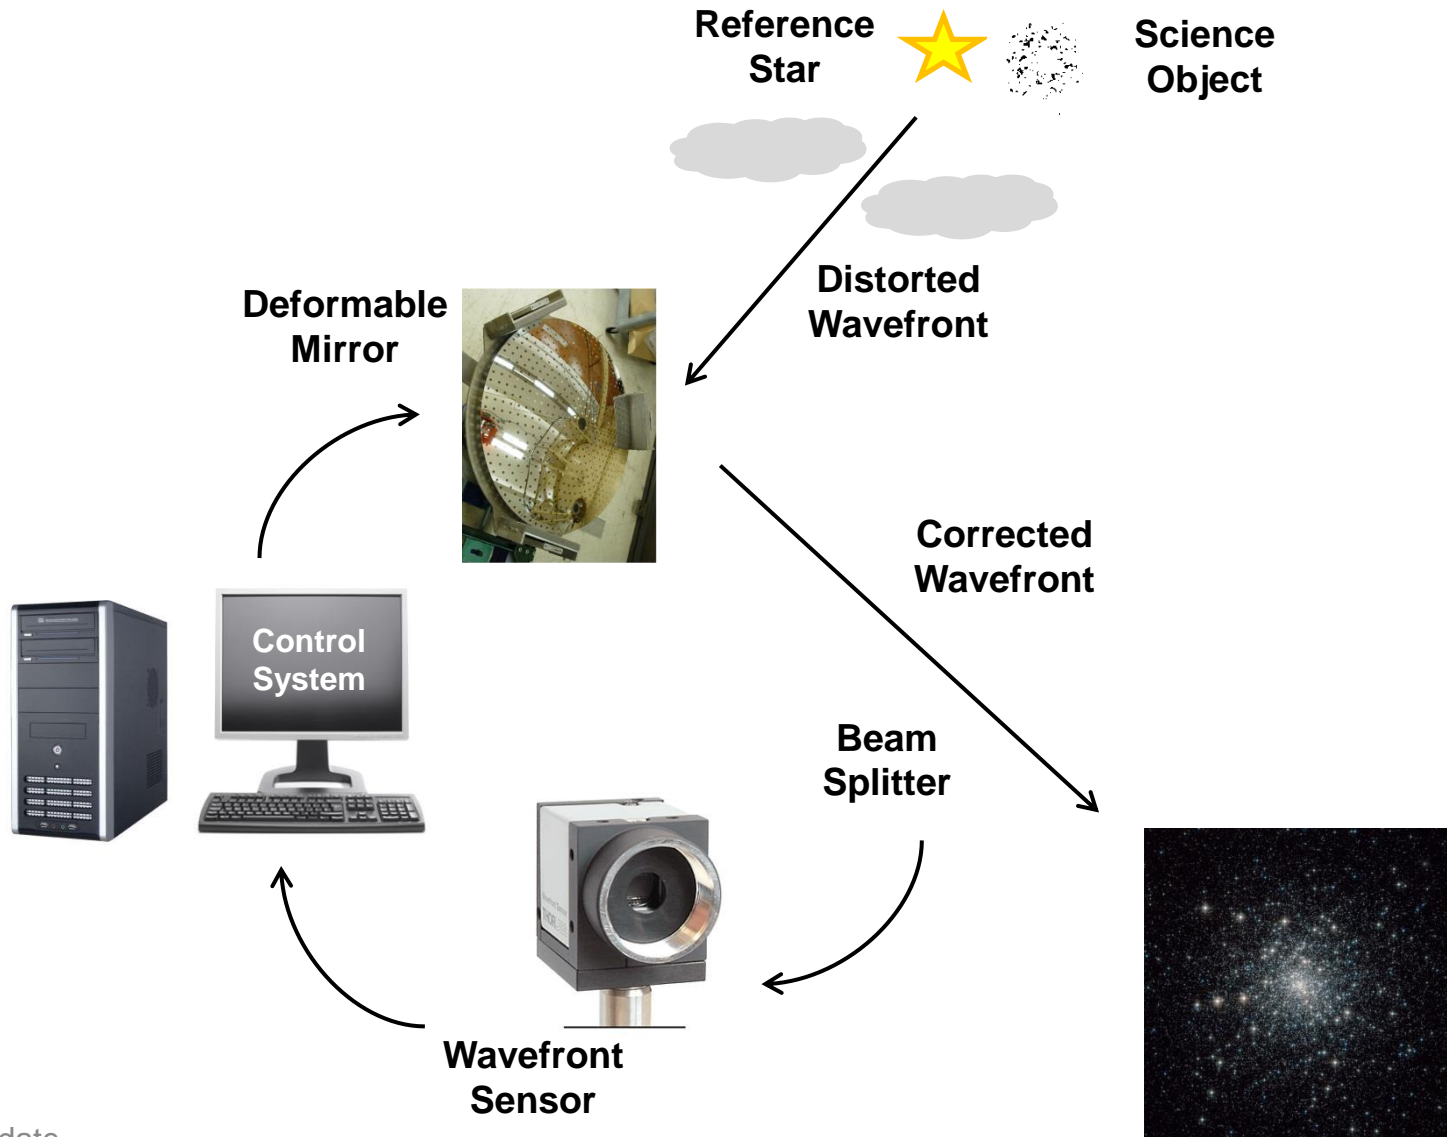 Reference
Star
Science
Object
Distorted
Wavefront
Deformable
Mirror
Corrected
Wavefront
Control
System
Beam
Splitter
Wavefront
Sensor